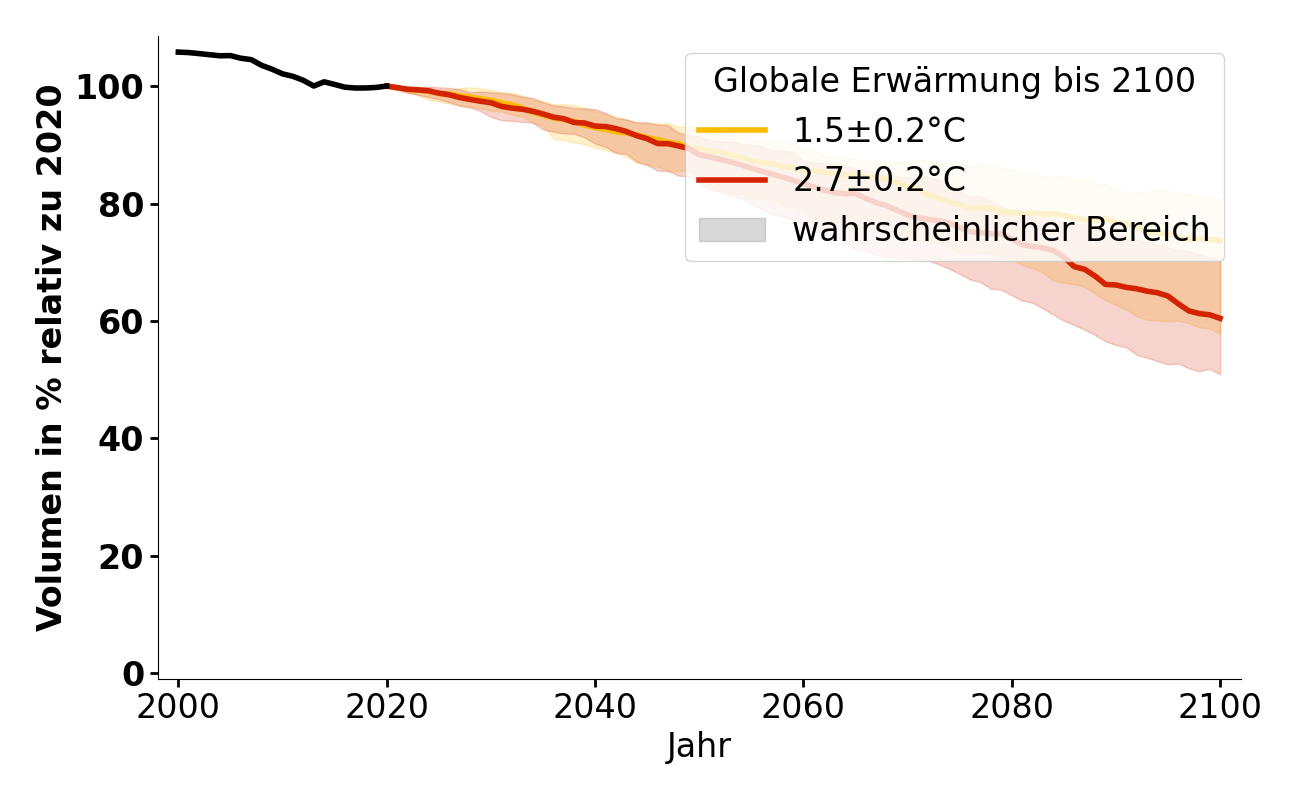 Globale Erwärmung bis 2100
1.5±0.2°C
2.7±0.2°C
wahrscheinlicher Bereich
Volumen in % relativ zu 2020
100
80
60
40
20
0
2000 2020 2040 2060 2080 2100
Jahr